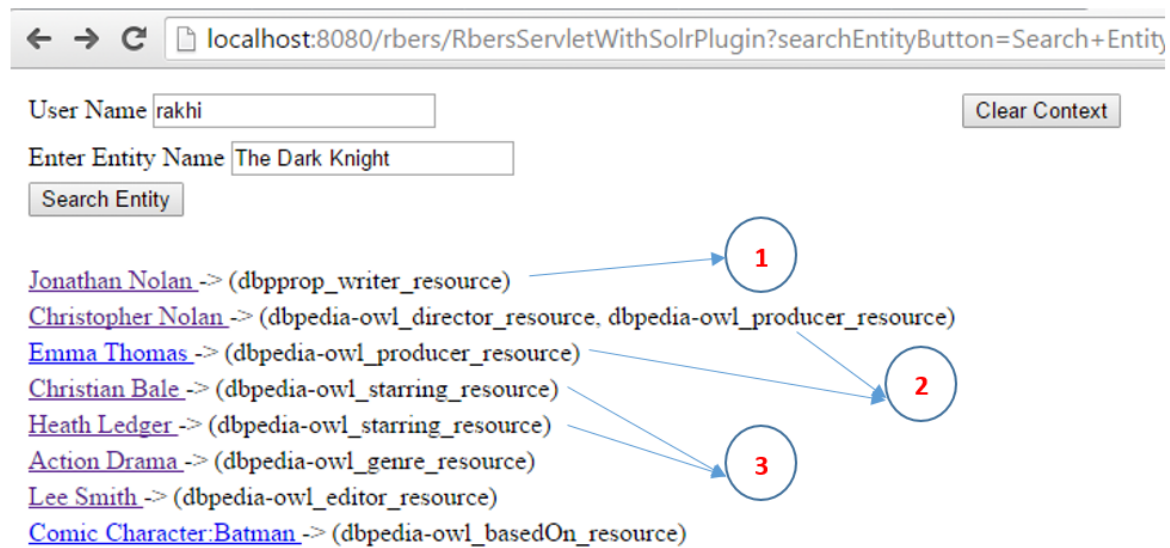 localhost:8080/rbers/RbersServletWithSolrPlugin?searchEntityButton=Search+Entity
User Name rakhi Clear Context
Enter Entity Name The Dark Knight
Search Entity
Jonathan Nolan -> (dbpprop_writer_resource) 1
Christopher Nolan -> (dbpedia-owl_director_resource, dbpedia-owl_producer_resource)
Emma Thomas -> (dbpedia-owl_producer_resource)
Christian Bale -> (dbpedia-owl_starring_resource) 2
Heath Ledger -> (dbpedia-owl_starring_resource)
Action Drama -> (dbpedia-owl_genre_resource) 3
Lee Smith -> (dbpedia-owl_editor_resource)
Comic Character:Batman -> (dbpedia-owl_basedOn_resource)